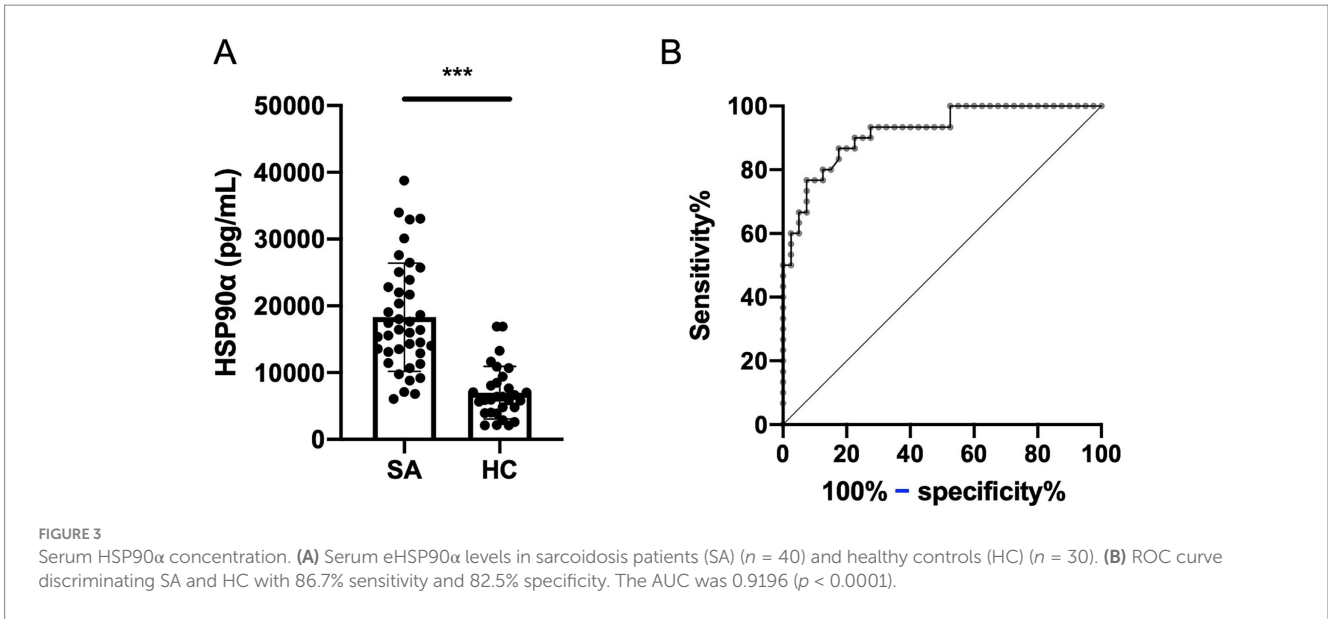 A
B
***
50000
40000
30000
20000
10000
0
HSP90α (pg/mL)
SA
HC
100
80
60
40
20
0
Sensitivity%
0
20
40
60
80
100
100% − specificity%
FIGURE 3
Serum HSP90α concentration. (A) Serum eHSP90α levels in sarcoidosis patients (SA) (n = 40) and healthy controls (HC) (n = 30). (B) ROC curve
discriminating SA and HC with 86.7% sensitivity and 82.5% specificity. The AUC was 0.9196 (p < 0.0001).